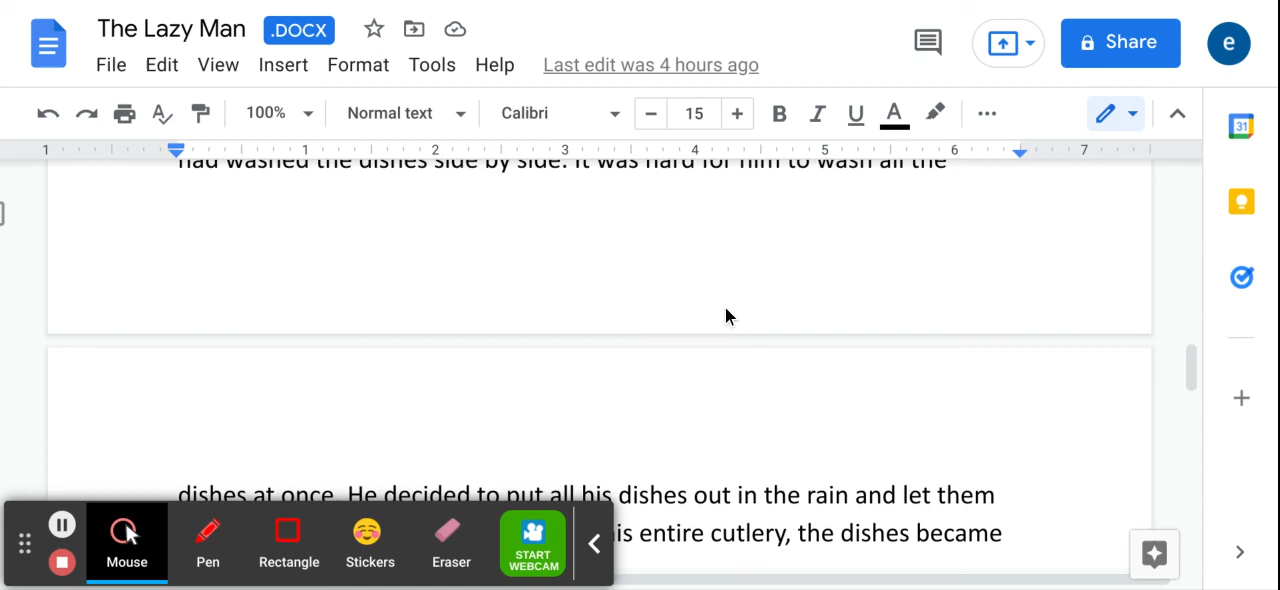 The Lazy Man .DOCX
Share
e
File Edit View Insert Format Tools Help Last edit was 4 hours ago
100% Normal text Calibri 15 B I U A
31
1 1 2 3 4 5 6 7
had washed the dishes side by side. It was hard for him to wash all the
dishes at once. He decided to put all his dishes out in the rain and let them
his entire cutlery, the dishes became
Mouse Pen Rectangle Stickers Eraser START WEBCAM